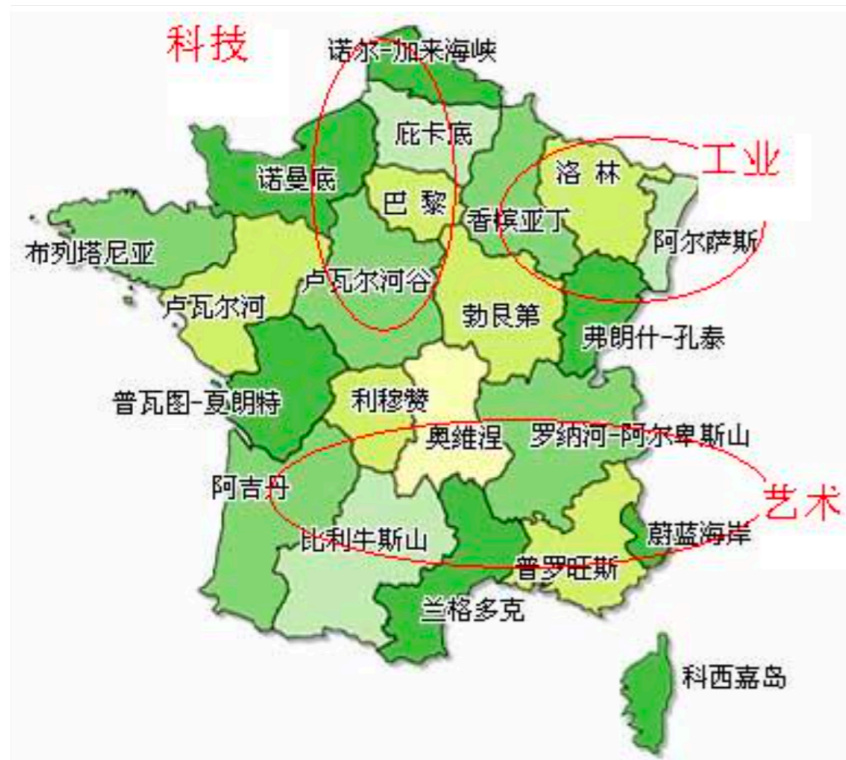 科技
诺尔-加来海峡
庇卡底
工业
洛林
诺曼底
巴黎
香槟亚丁
阿尔萨斯
布列塔尼亚
卢瓦尔河谷
卢瓦尔河
勃艮第
弗朗什-孔泰
普瓦图-夏朗特
利穆赞
奥维涅
罗纳河-阿尔卑斯山
阿吉丹
艺术
比利牛斯山
蔚蓝海岸
普罗旺斯
兰格多克
科西嘉岛